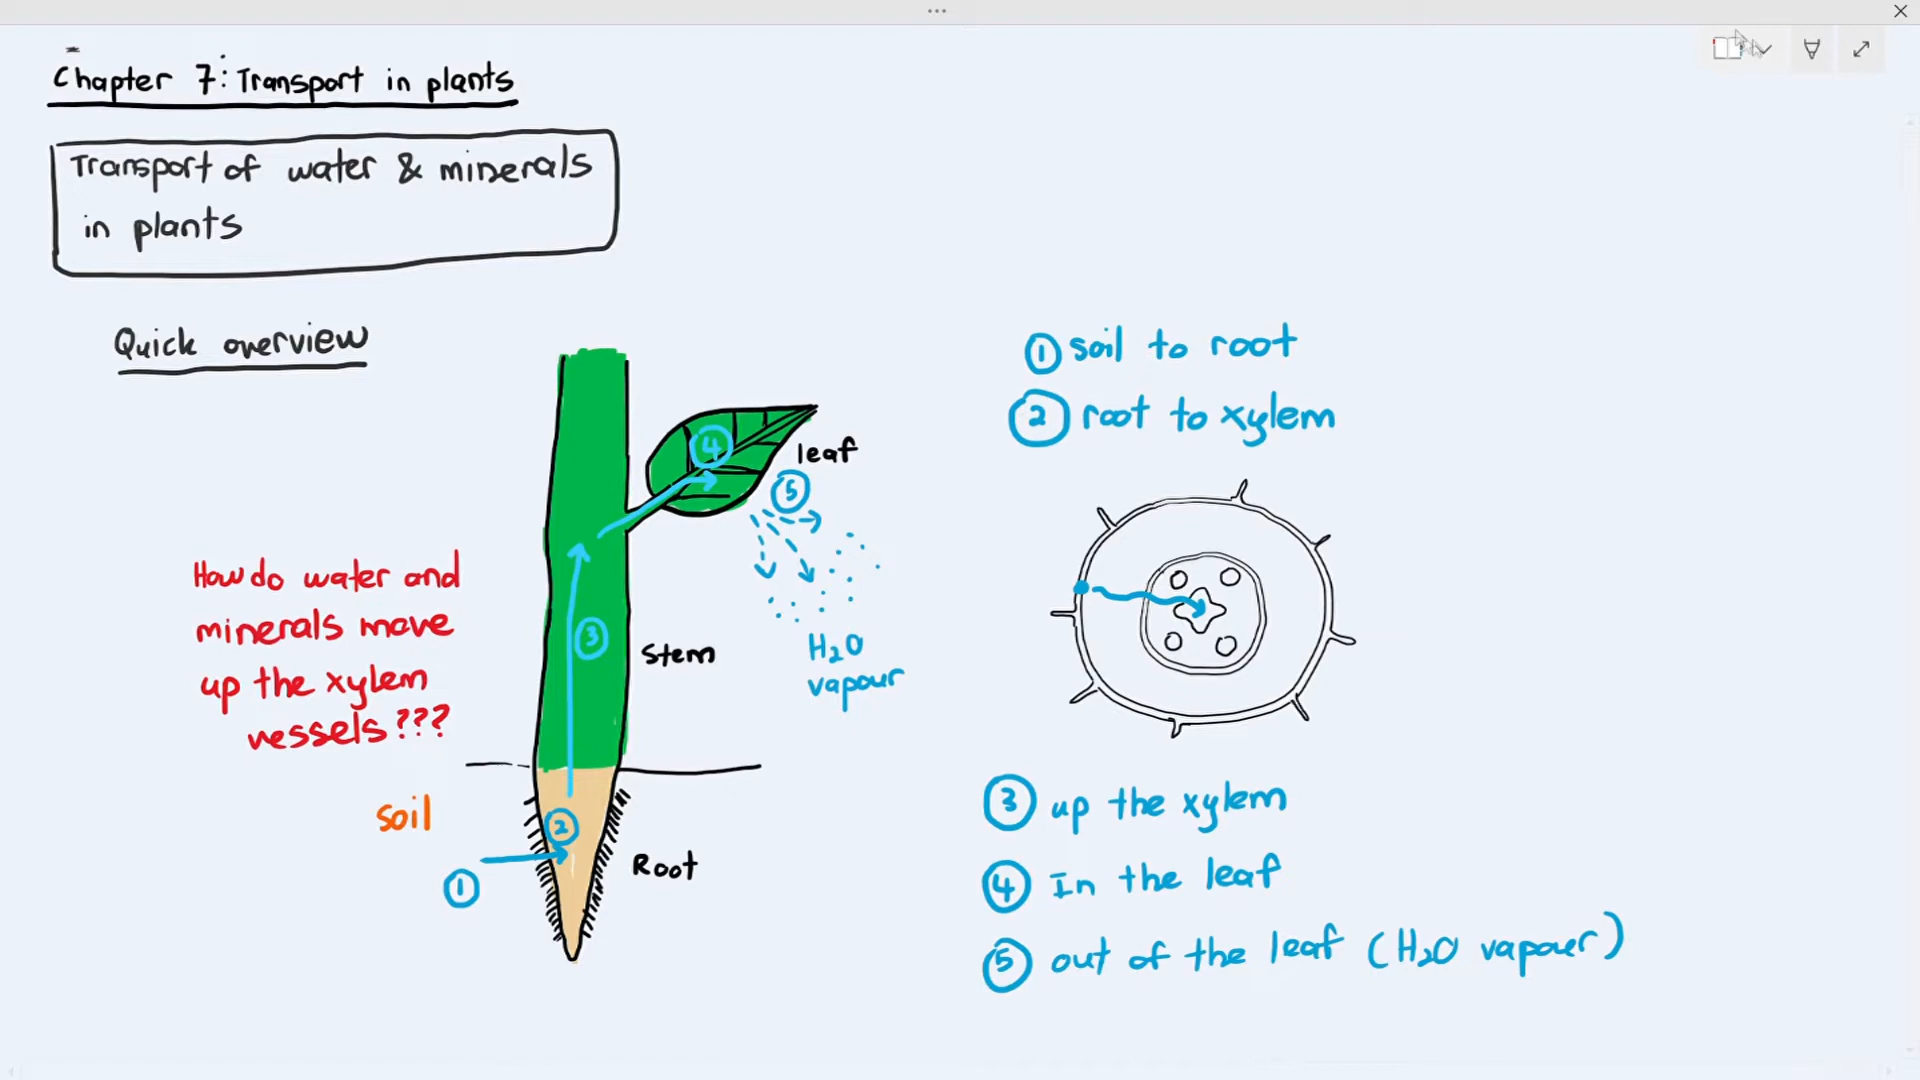 Chapter 7: Transport in plants
Transport of water & minerals
in plants
Quick overview
How do water and
minerals move
up the xylem
vessels???
soil
1
2
3
4
5
leaf
H2O
vapour
Stem
Root
1 soil to root
2 root to xylem
3 up the xylem
4 In the leaf
5 out of the leaf (H2O vapour)